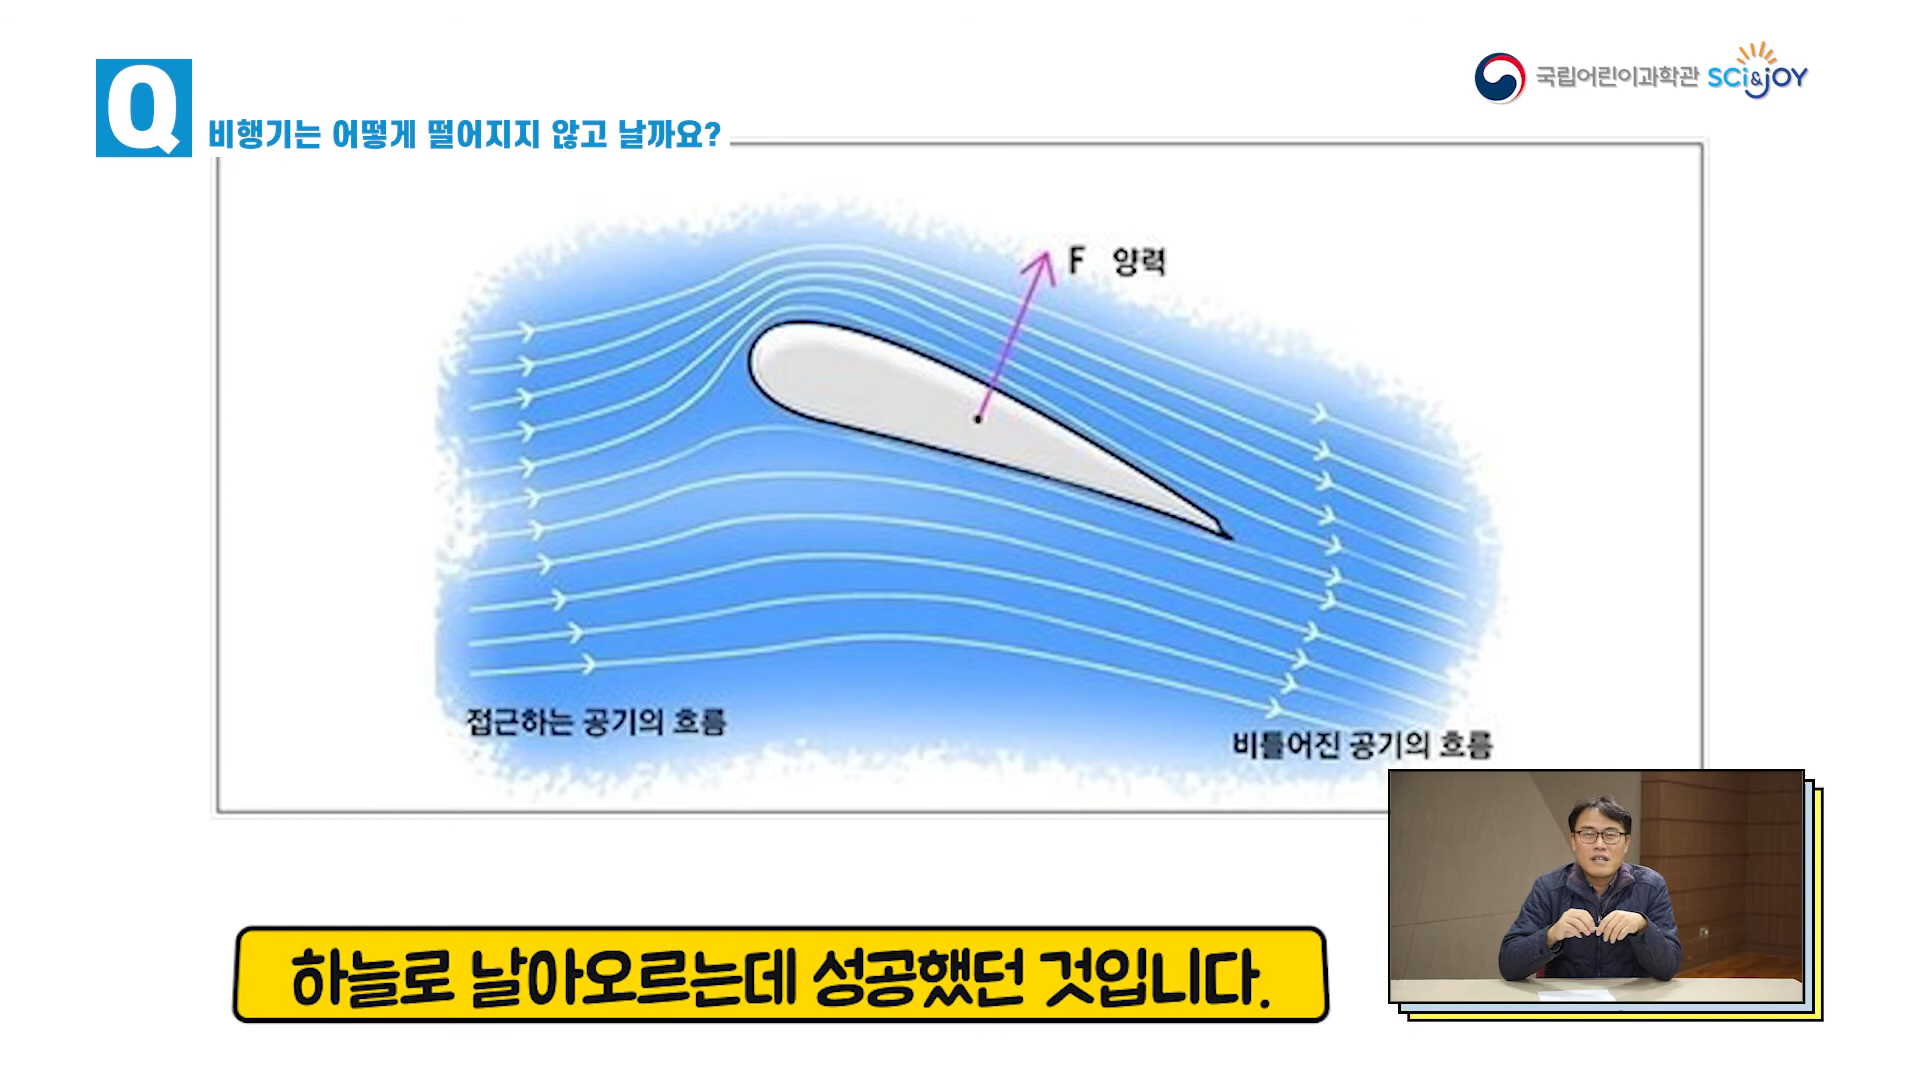 Q
비행기는 어떻게 떨어지지 않고 날까요?
국립어린이과학관 SCi&jOY
F 양력
접근하는 공기의 흐름
비틀어진 공기의 흐름
하늘로 날아오르는데 성공했던 것입니다.